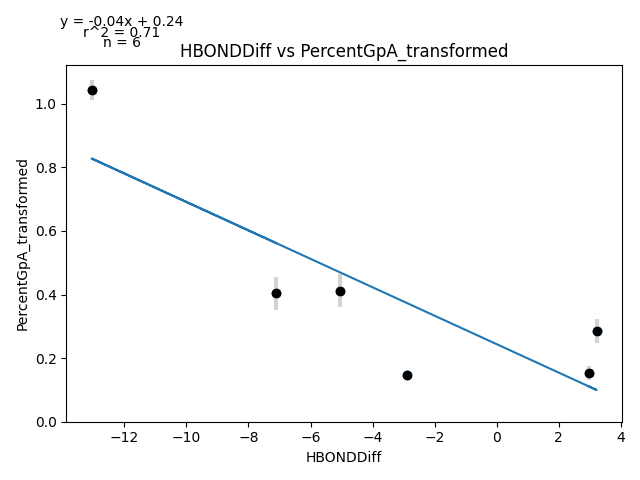 y = -0.04x + 0.24
r^2 = 0.71
n = 6
HBONDDiff vs PercentGpA_transformed
PercentGpA_transformed
1.0
0.8
0.6
0.4
0.2
0.0
−12
−10
−8
−6
−4
−2
0
2
4
HBONDDiff